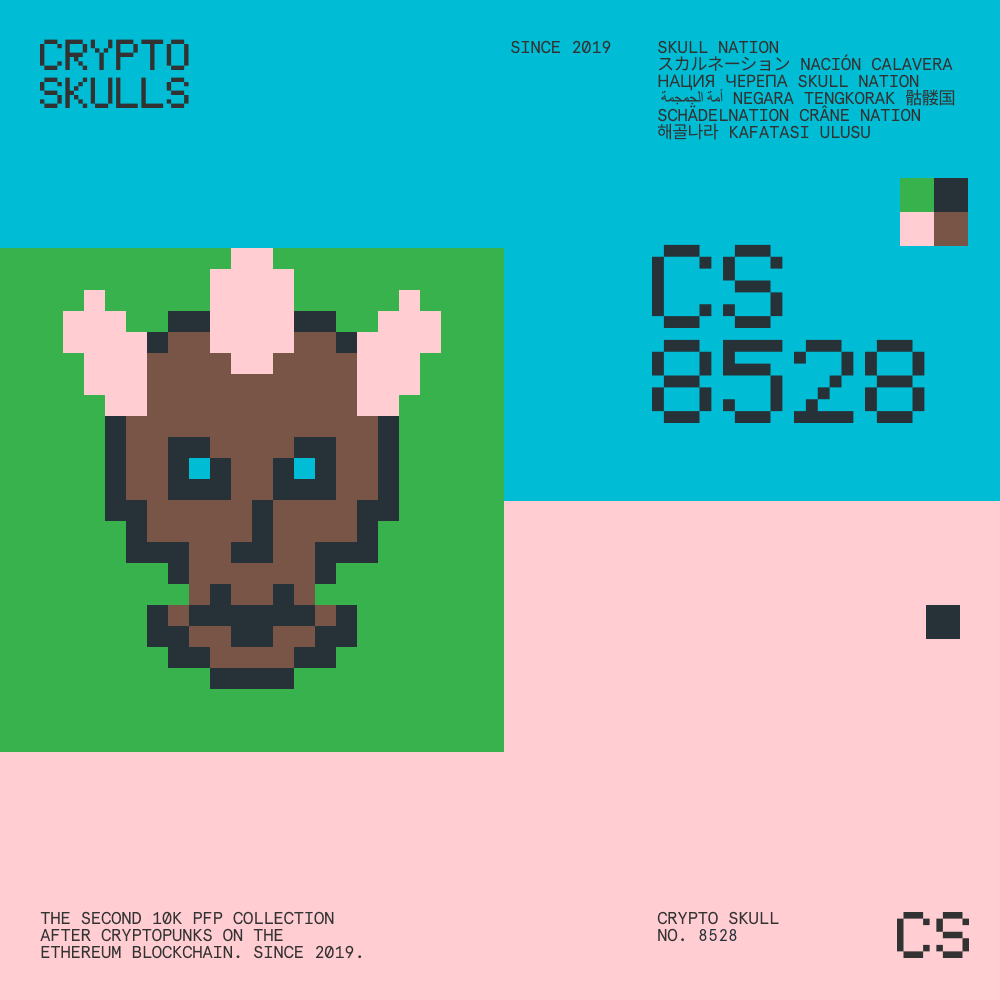 CRYPTO
SKULLS
SINCE 2019
SKULL NATION
スカルネーション NACIÓN CALAVERA
НАЦИЯ ЧЕРЕПА SKULL NATION
أمة الجمجمة NEGARA TENGKORAK 骷髅国
SCHÄDELNATION CRÂNE NATION
해골나라 KAFATASI ULUSU
CS
8528
THE SECOND 10K PFP COLLECTION
AFTER CRYPTOPUNKS ON THE
ETHEREUM BLOCKCHAIN. SINCE 2019.
CRYPTO SKULL
NO. 8528
CS